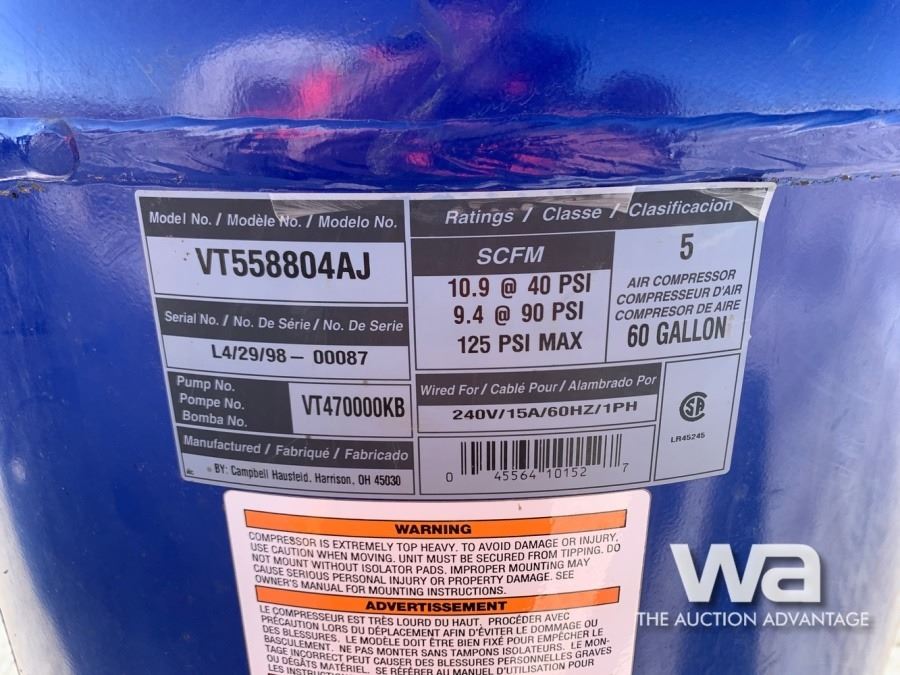 Model No. / Modèle No. / Modelo No.
VT558804AJ
Serial No. / No. De Série / No. De Serie
L4/29/98 - 00087
Pump No.
Pompe No.
Bomba No.
VT470000KB
Manufactured / Fabriqué / Fabricado
BY: Campbell Hausfeld, Harrison, OH 45030
Ratings / Classe / Clasificacion
SCFM
10.9 @ 40 PSI
9.4 @ 90 PSI
125 PSI MAX
5
AIR COMPRESSOR
COMPRESSEUR D'AIR
COMPRESOR DE AIRE
60 GALLON
Wired For / Cablé Pour / Alambrado Por
240V/15A/60HZ/1PH
0 45564 10152 7
LR45245
WARNING
COMPRESSOR IS EXTREMELY TOP HEAVY. TO AVOID DAMAGE OR INJURY,
USE CAUTION WHEN MOVING. UNIT MUST BE SECURED FROM TIPPING. DO
NOT MOUNT WITHOUT ISOLATOR PADS. IMPROPER MOUNTING MAY
CAUSE SERIOUS PERSONAL INJURY OR PROPERTY DAMAGE. SEE
OWNER'S MANUAL FOR MOUNTING INSTRUCTIONS.
ADVERTISSEMENT
LE COMPRESSEUR EST TRÈS LOURD DU HAUT. PROCÉDER AVEC
PRÉCAUTION LORS DU DÉPLACEMENT AFIN D'ÉVITER LE DOMMAGE OU
DES BLESSURES. LE MODÈLE DOIT ÊTRE BIEN FIXÉ POUR EMPÊCHER LE
BASCULEMENT. NE PAS MONTER SANS TAMPONS ISOLATEURS. LE MON-
TAGE INCORRECT PEUT CAUSER DES BLESSURES PERSONNELLES GRAVES
OU DÉGÂTS MATÉRIEL. SE RÉFÉRER AU MANUEL D'UTILISATION POUR
LES INSTRUCTIONS
wa
THE AUCTION ADVANTAGE